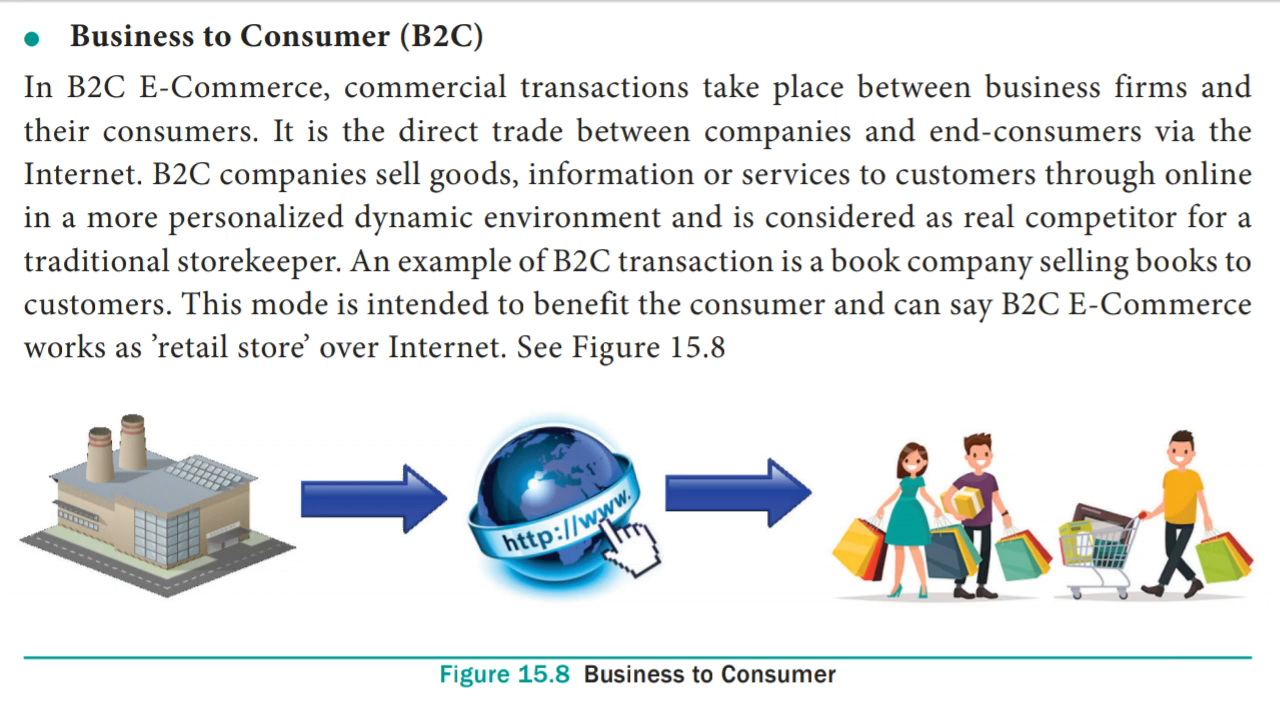 • Business to Consumer (B2C)
In B2C E-Commerce, commercial transactions take place between business firms and
their consumers. It is the direct trade between companies and end-consumers via the
Internet. B2C companies sell goods, information or services to customers through online
in a more personalized dynamic environment and is considered as real competitor for a
traditional storekeeper. An example of B2C transaction is a book company selling books to
customers. This mode is intended to benefit the consumer and can say B2C E-Commerce
works as ’retail store’ over Internet. See Figure 15.8
http://www.
Figure 15.8 Business to Consumer